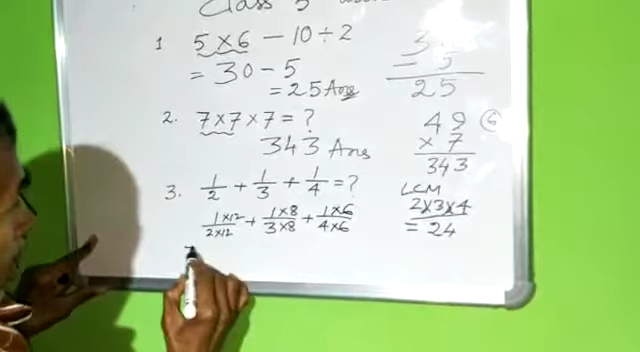 Class 5
1 5 × 6 − 10 ÷ 2
= 30 − 5
= 25 Ans
− 5
25
2. 7 × 7 × 7 = ?
343 Ans
49 6
× 7
343
3. 1/2 + 1/3 + 1/4 = ?
1×12/2×12 + 1×8/3×8 + 1×6/4×6
LCM
2×3×4
= 24